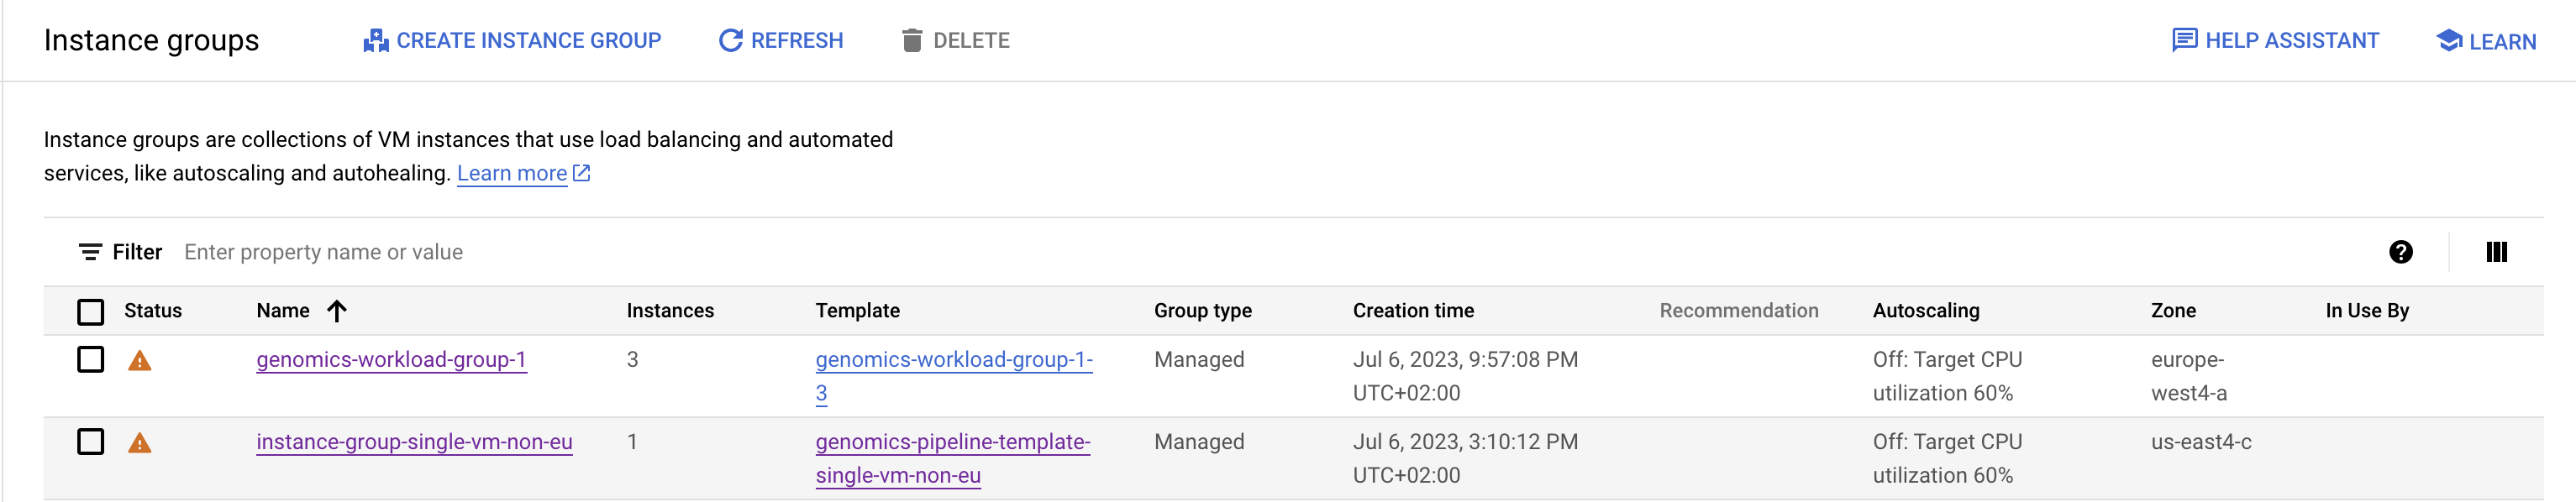 Instance groups CREATE INSTANCE GROUP REFRESH DELETE HELP ASSISTANT LEARN
Instance groups are collections of VM instances that use load balancing and automated
services, like autoscaling and autohealing. Learn more
Filter Enter property name or value
Status Name Instances Template Group type Creation time Recommendation Autoscaling Zone In Use By
genomics-workload-group-1 3 genomics-workload-group-1- Managed Jul 6, 2023, 9:57:08 PM Off: Target CPU europe-
3 UTC+02:00 utilization 60% west4-a
instance-group-single-vm-non-eu 1 genomics-pipeline-template- Managed Jul 6, 2023, 3:10:12 PM Off: Target CPU us-east4-c
single-vm-non-eu UTC+02:00 utilization 60%